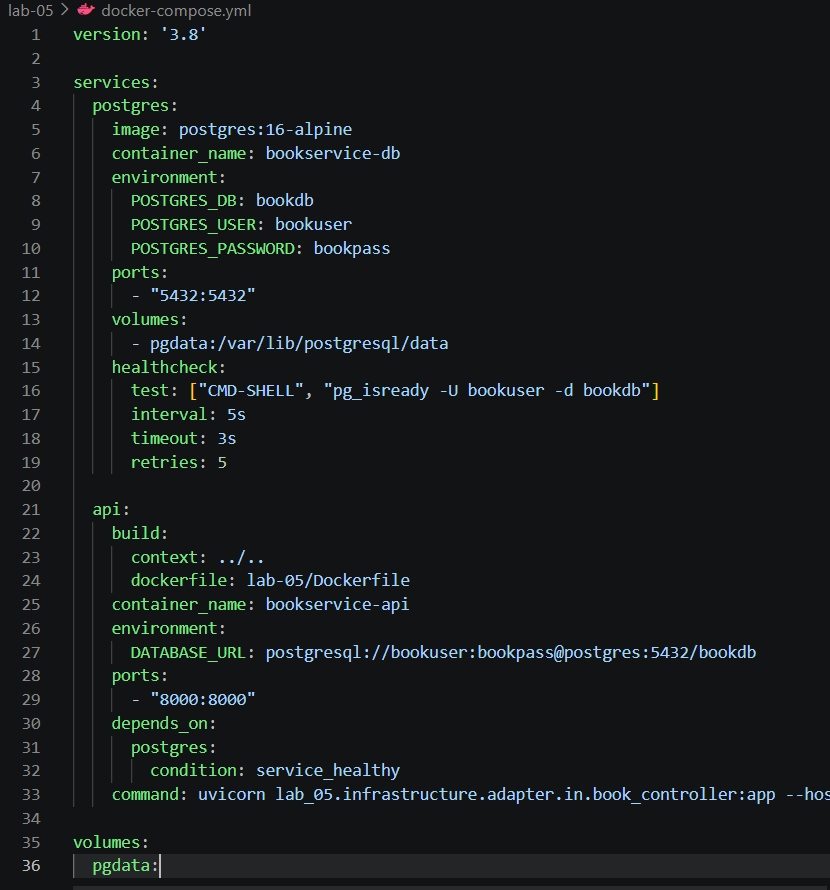 lab-05 > docker-compose.yml
1 version: '3.8'
2
3 services:
4   postgres:
5     image: postgres:16-alpine
6     container_name: bookservice-db
7     environment:
8       POSTGRES_DB: bookdb
9       POSTGRES_USER: bookuser
10       POSTGRES_PASSWORD: bookpass
11     ports:
12       - "5432:5432"
13     volumes:
14       - pgdata:/var/lib/postgresql/data
15     healthcheck:
16       test: ["CMD-SHELL", "pg_isready -U bookuser -d bookdb"]
17       interval: 5s
18       timeout: 3s
19       retries: 5
20
21   api:
22     build:
23       context: ../..
24       dockerfile: lab-05/Dockerfile
25     container_name: bookservice-api
26     environment:
27       DATABASE_URL: postgresql://bookuser:bookpass@postgres:5432/bookdb
28     ports:
29       - "8000:8000"
30     depends_on:
31       postgres:
32         condition: service_healthy
33     command: uvicorn lab_05.infrastructure.adapter.in.book_controller:app --hos
34
35 volumes:
36   pgdata: